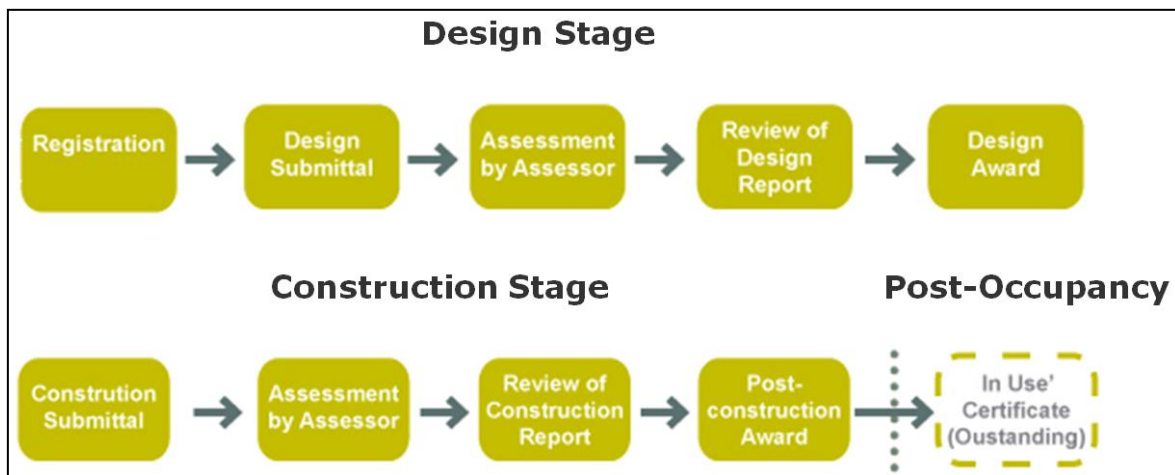 Design Stage
Registration
Design
Submittal
Assessment
by Assessor
Review of
Design
Report
Design
Award
Construction Stage
Post-Occupancy
Constrution
Submittal
Assessment
by Assessor
Review of
Construction
Report
Post-
construction
Award
In Use'
Certificate
(Oustanding)